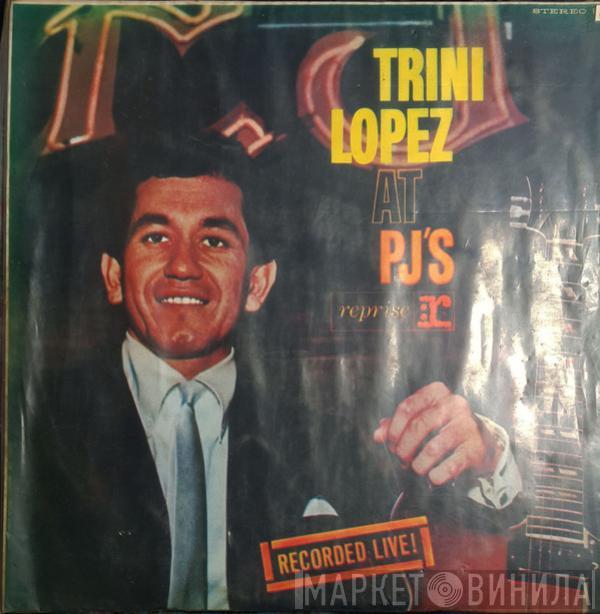 STEREO
TRINI
LOPEZ
AT
PJ'S
reprise r:
RECORDED LIVE!
МАРКЕТ ВИНИЛА